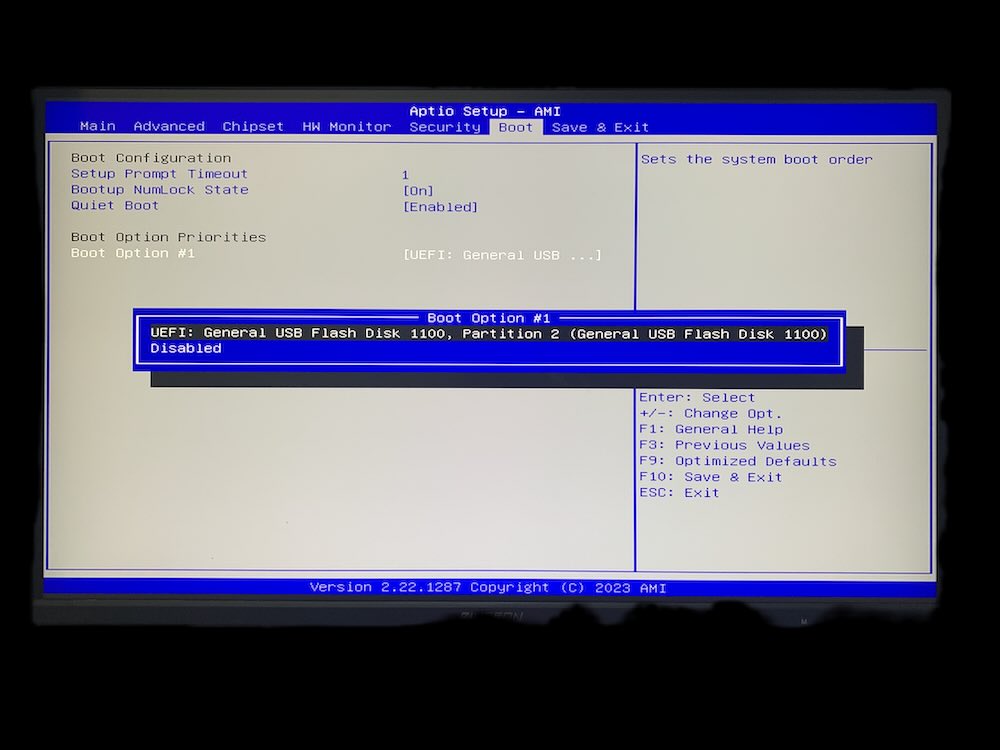 Aptio Setup – AMI
Main Advanced Chipset HW Monitor Security Boot Save & Exit
Boot Configuration
Setup Prompt Timeout 1
Bootup NumLock State [On]
Quiet Boot [Enabled]
Boot Option Priorities
Boot Option #1 [UEFI: General USB ...]
Sets the system boot order
Boot Option #1
UEFI: General USB Flash Disk 1100, Partition 2 (General USB Flash Disk 1100)
Disabled
Enter: Select
+/-: Change Opt.
F1: General Help
F3: Previous Values
F9: Optimized Defaults
F10: Save & Exit
ESC: Exit
Version 2.22.1287 Copyright (C) 2023 AMI